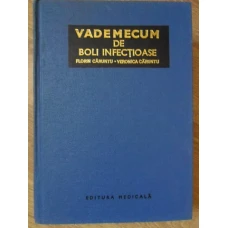 VADEMECUM
DE
BOLI INFECȚIOASE
FLORIN CĂRUNTU • VERONICA CĂRUNTU
EDITURA MEDICALĂ